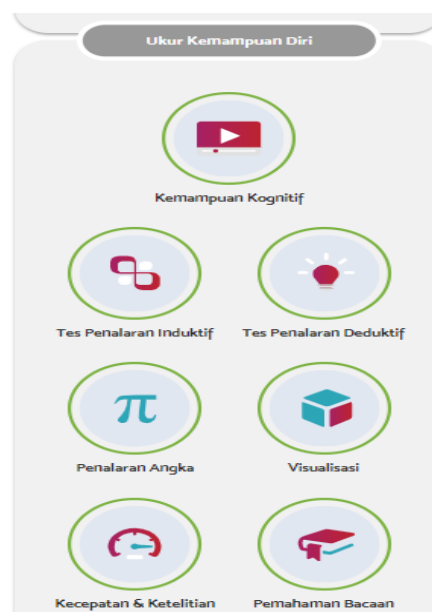 Ukur Kemampuan Diri
Kemampuan Kognitif
Tes Penalaran Induktif
Tes Penalaran Deduktif
π
Penalaran Angka
Visualisasi
Kecepatan & Ketelitian
Pemahaman Bacaan